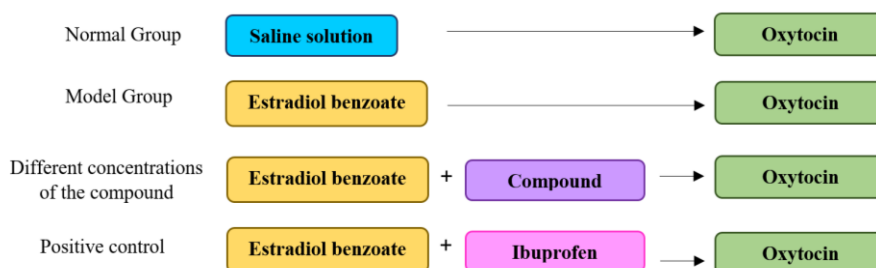 Normal Group Saline solution Oxytocin
Model Group Estradiol benzoate Oxytocin
Different concentrations
of the compound Estradiol benzoate + Compound Oxytocin
Positive control Estradiol benzoate + Ibuprofen Oxytocin